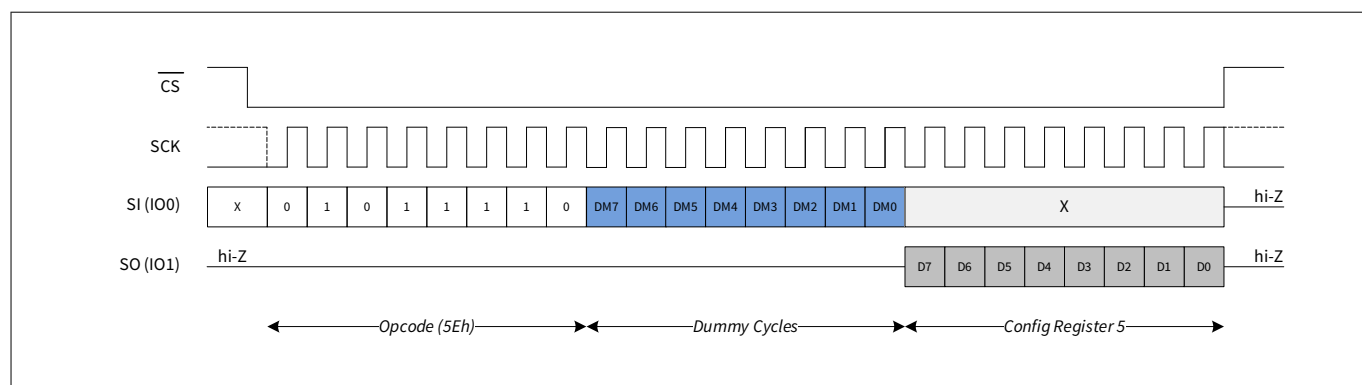 CS
SCK
SI (IO0) X 0 1 0 1 1 1 1 0 DM7 DM6 DM5 DM4 DM3 DM2 DM1 DM0 X hi-Z
SO (IO1) hi-Z D7 D6 D5 D4 D3 D2 D1 D0 hi-Z
Opcode (5Eh) Dummy Cycles Config Register 5